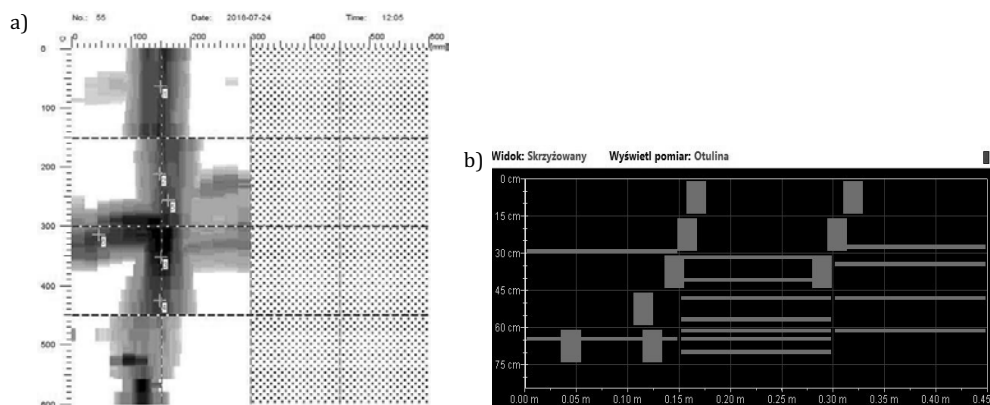 No.: 55 Date: 2018-07-24 Time: 12:05
a)
0 100 200 300 400 500 600
[mm]
0
100
200
300
400
500
b)
Widok: Skrzyżowany Wyświetl pomiar: Otulina
0 cm
15 cm
30 cm
45 cm
60 cm
75 cm
0.00 m 0.05 m 0.10 m 0.15 m 0.20 m 0.25 m 0.30 m 0.35 m 0.40 m 0.45